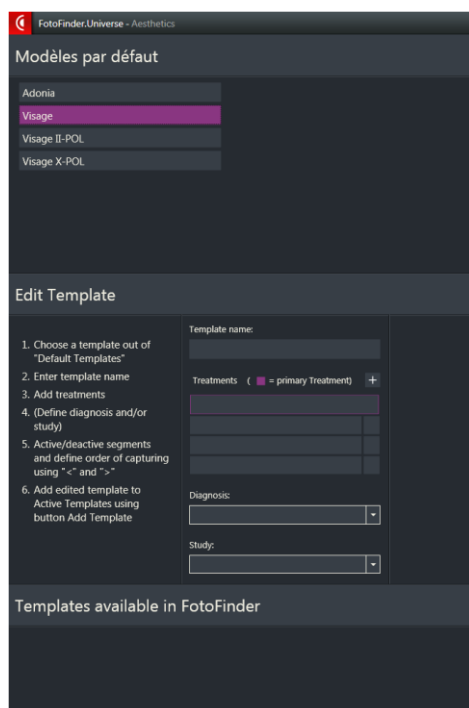 FotoFinder.Universe - Aesthetics
Modèles par défaut
Adonia
Visage
Visage II-POL
Visage X-POL
Edit Template
1. Choose a template out of
"Default Templates"
2. Enter template name
3. Add treatments
4. (Define diagnosis and/or
study)
5. Active/deactive segments
and define order of capturing
using "<" and ">"
6. Add edited template to
Active Templates using
button Add Template
Template name:
Treatments ( = primary Treatment) +
Diagnosis:
Study:
Templates available in FotoFinder